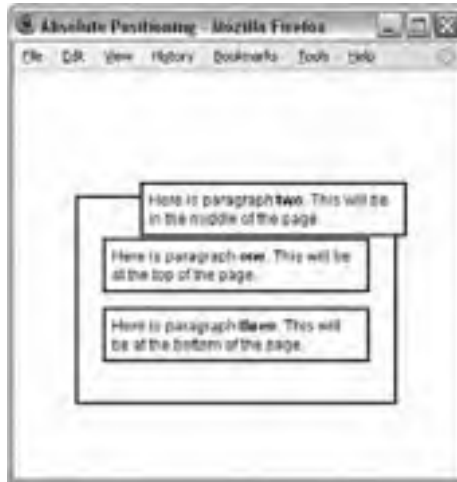 Absolute Positioning - Mozilla Firefox
File Edit View History Bookmarks Tools Help
Here is paragraph two. This will be
in the middle of the page.
Here is paragraph one. This will be
at the top of the page.
Here is paragraph three. This will
be at the bottom of the page.